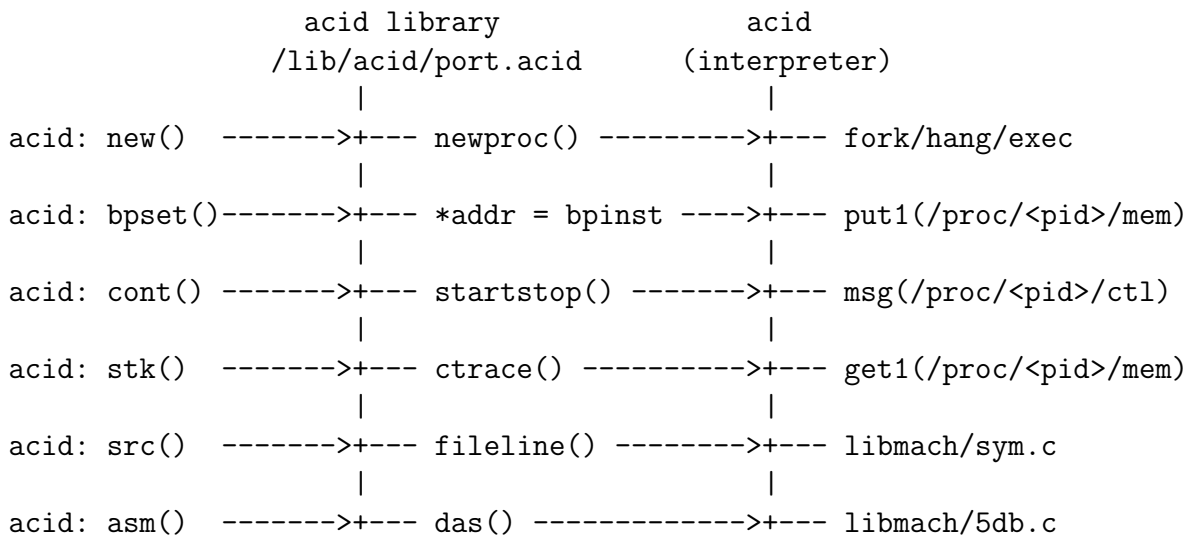 acid library               acid
                 /lib/acid/port.acid      (interpreter)
                      |                        |
acid: new()  ------->+--- newproc() --------->+--- fork/hang/exec
                      |                        |
acid: bpset()------->+--- *addr = bpinst ---->+--- put1(/proc/<pid>/mem)
                      |                        |
acid: cont() ------->+--- startstop() ------->+--- msg(/proc/<pid>/ctl)
                      |                        |
acid: stk()  ------->+--- ctrace() ---------->+--- get1(/proc/<pid>/mem)
                      |                        |
acid: src()  ------->+--- fileline() -------->+--- libmach/sym.c
                      |                        |
acid: asm()  ------->+--- das() ------------->+--- libmach/5db.c